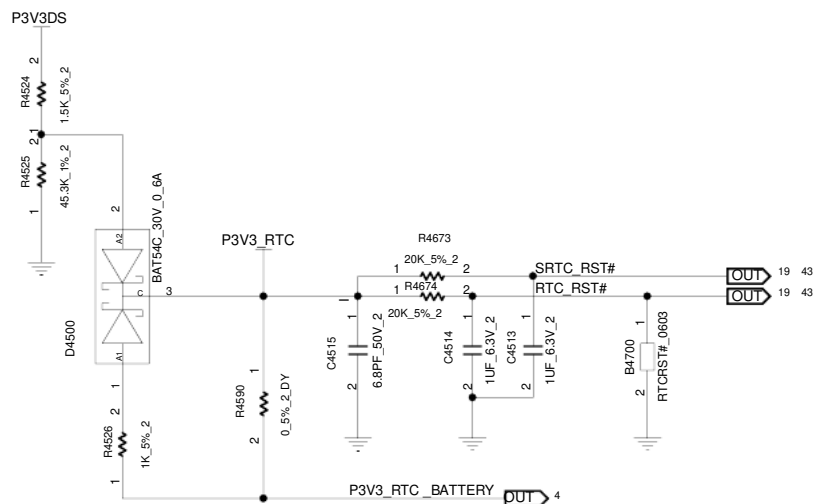 P3V3DS
2
R4524
1.5K_5%_2
1
2
R4525
45.3K_1%_2
1
2
A2
BAT54C_30V_0_6A
C
3
A1
D4500
1
2
R4526
1K_5%_2
1
P3V3_RTC
1
R4590
0_5%_2_DY
2
P3V3_RTC_BATTERY
OUT
4
R4673
20K_5%_2
1
2
SRTC_RST#
OUT
19
43
R4674
1
2
RTC_RST#
OUT
19
43
20K_5%_2
1
C4515
6.8PF_50V_2
2
1
C4514
1UF_6.3V_2
2
1
C4513
1UF_6.3V_2
2
1
B4700
RTCRST#_0603
2